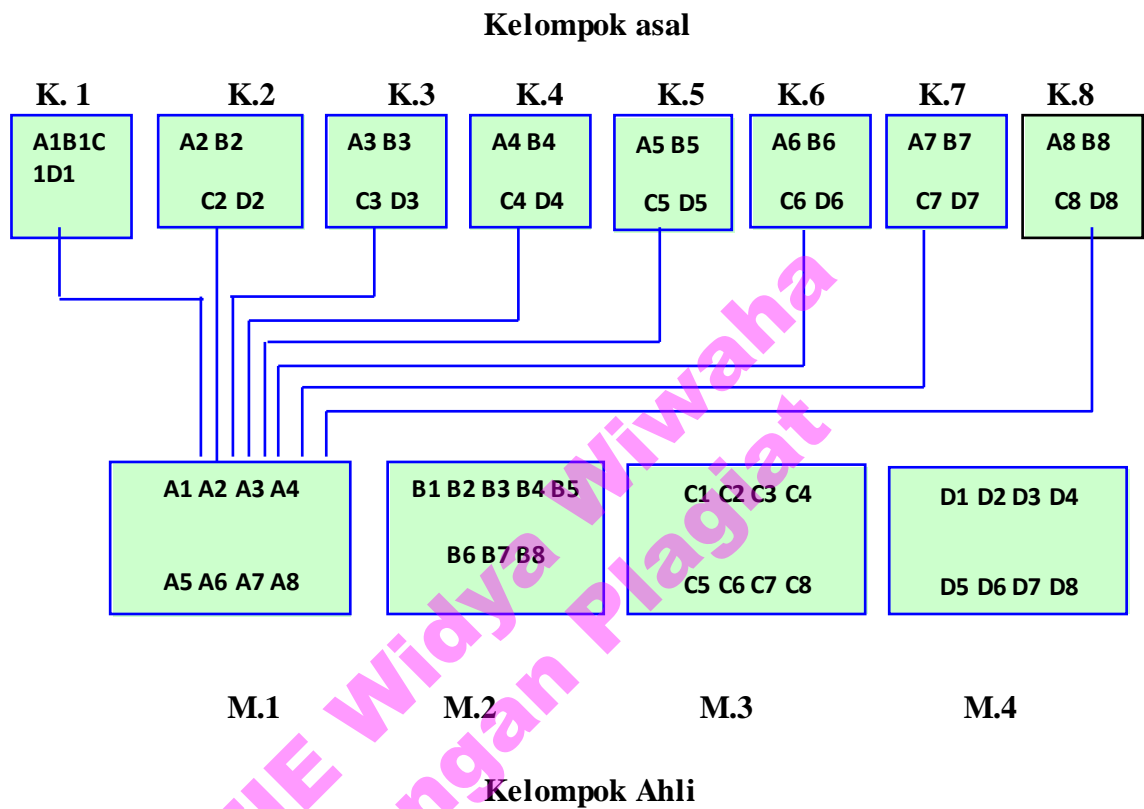 Kelompok asal
K. 1 K.2 K.3 K.4 K.5 K.6 K.7 K.8
A1B1C
1D1
A2 B2
C2 D2
A3 B3
C3 D3
A4 B4
C4 D4
A5 B5
C5 D5
A6 B6
C6 D6
A7 B7
C7 D7
A8 B8
C8 D8
A1 A2 A3 A4
A5 A6 A7 A8
B1 B2 B3 B4 B5
B6 B7 B8
C1 C2 C3 C4
C5 C6 C7 C8
D1 D2 D3 D4
D5 D6 D7 D8
M.1 M.2 M.3 M.4
Kelompok Ahli
Widya Wiwaha
Plagiat